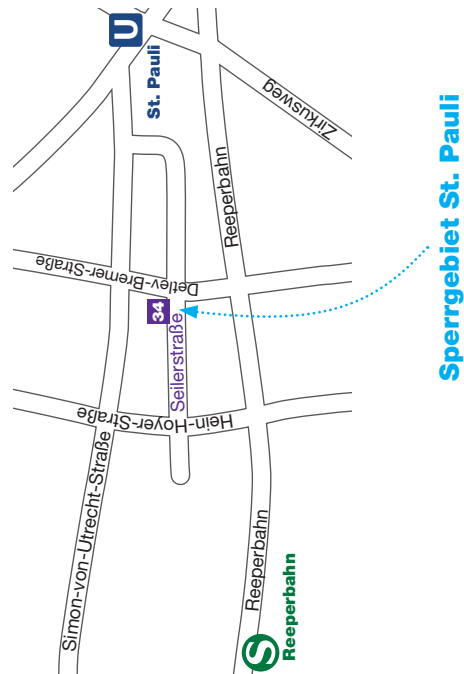 U
St. Pauli
Zirkusweg
Reeperbahn
Detlev-Bremer-Straße
34
Seilerstraße
Hein-Hoyer-Straße
Simon-von-Utrecht-Straße
Reeperbahn
S
Reeperbahn
Sperrgebiet St. Pauli